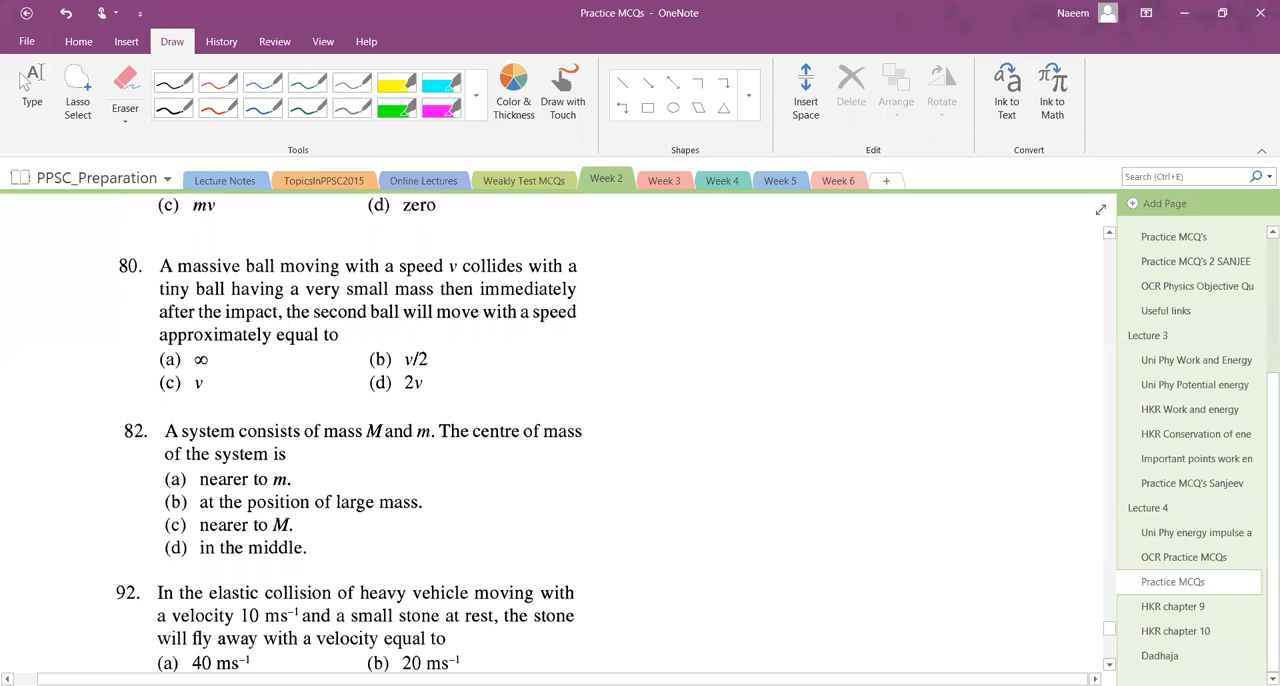 Practice MCQs - OneNote
Naeem
File Home Insert Draw History Review View Help
Type
Lasso Select
Eraser
Color & Thickness
Draw with Touch
Insert Space
Delete
Arrange
Rotate
Ink to Text
Ink to Math
Tools Shapes Edit Convert
PPSC_Preparation
Lecture Notes TopicsInPPSC2015 Online Lectures Weakly Test MCQs Week 2 Week 3 Week 4 Week 5 Week 6 +
Search (Ctrl+E)
(c) mv (d) zero
80. A massive ball moving with a speed v collides with a
tiny ball having a very small mass then immediately
after the impact, the second ball will move with a speed
approximately equal to
(a) ∞ (b) v/2
(c) v (d) 2v
82. A system consists of mass M and m. The centre of mass
of the system is
(a) nearer to m.
(b) at the position of large mass.
(c) nearer to M.
(d) in the middle.
92. In the elastic collision of heavy vehicle moving with
a velocity 10 ms⁻¹ and a small stone at rest, the stone
will fly away with a velocity equal to
(a) 40 ms⁻¹ (b) 20 ms⁻¹
Add Page
Practice MCQ's
Practice MCQ's 2 SANJEE
OCR Physics Objective Qu
Useful links
Lecture 3
Uni Phy Work and Energy
Uni Phy Potential energy
HKR Work and energy
HKR Conservation of ene
Important points work en
Practice MCQ's Sanjeev
Lecture 4
Uni Phy energy impulse a
OCR Practice MCQs
Practice MCQs
HKR chapter 9
HKR chapter 10
Dadhaja